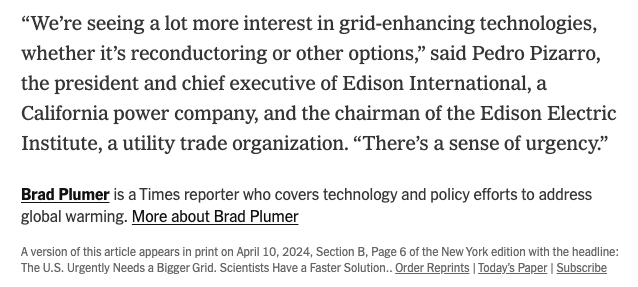 “We’re seeing a lot more interest in grid-enhancing technologies,
whether it’s reconductoring or other options,” said Pedro Pizarro,
the president and chief executive of Edison International, a
California power company, and the chairman of the Edison Electric
Institute, a utility trade organization. “There’s a sense of urgency.”
Brad Plumer is a Times reporter who covers technology and policy efforts to address
global warming. More about Brad Plumer
A version of this article appears in print on April 10, 2024, Section B, Page 6 of the New York edition with the headline:
The U.S. Urgently Needs a Bigger Grid. Scientists Have a Faster Solution.. Order Reprints | Today’s Paper | Subscribe